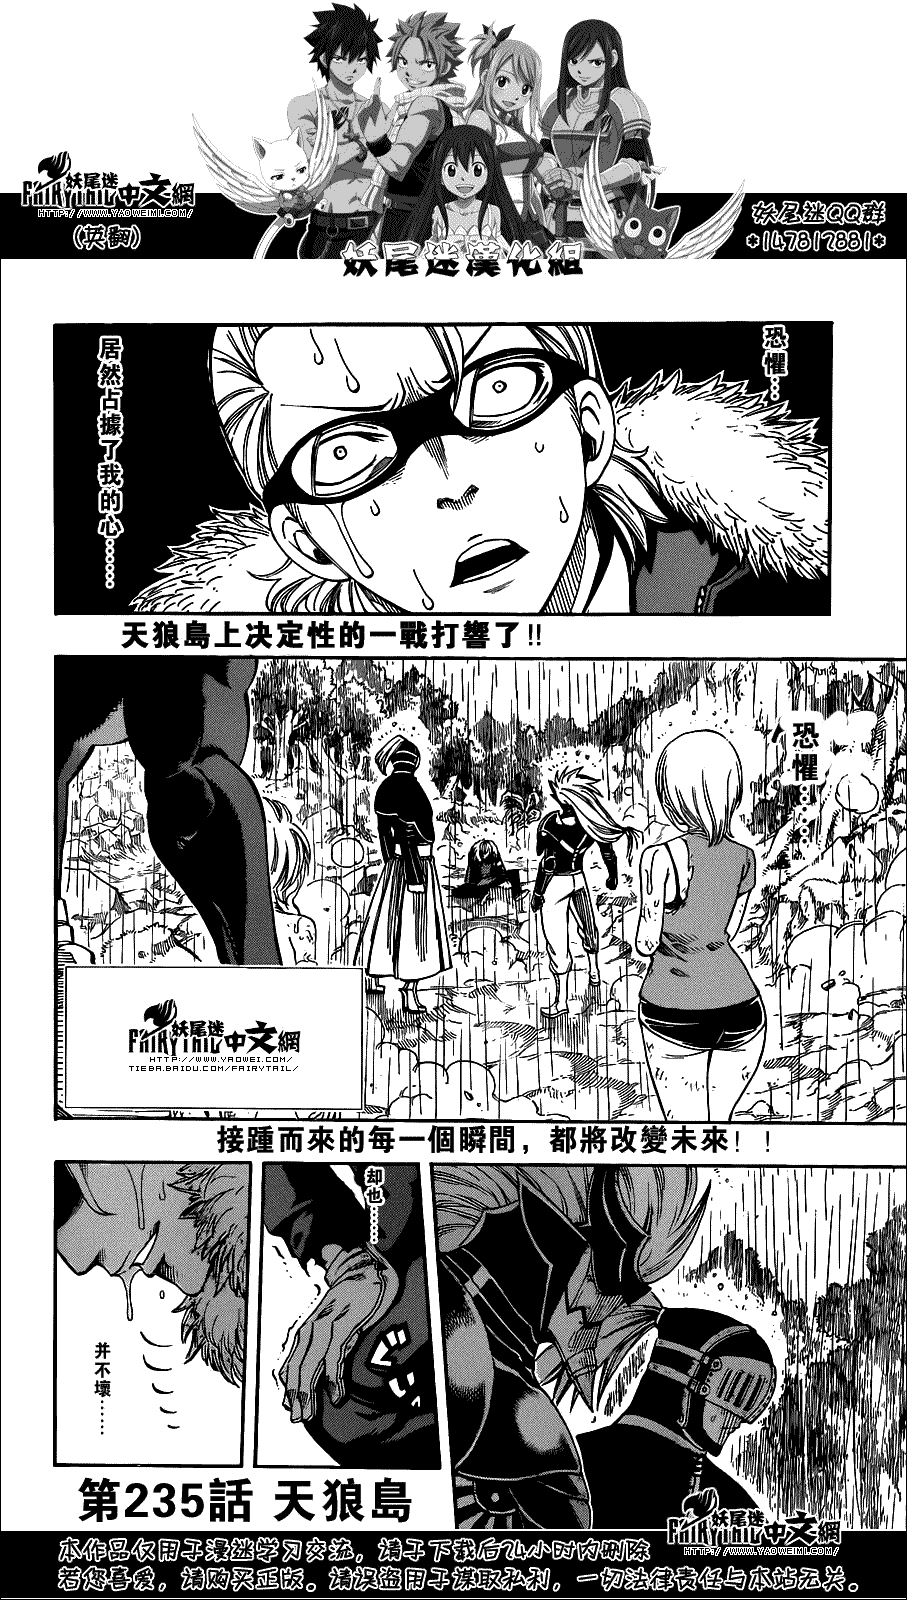 妖尾迷
FAIRY TAIL 中文網
HTTP://WWW.YAOWEIMI.COM/
(英翻)
妖尾迷QQ群
*147817881*
妖尾迷漢化組
恐懼…
居然占據了我的心……
天狼島上决定性的一戰打響了!!
恐懼……
妖尾迷
FAIRYTAIL 中文網
HTTP://WWW.YAOWEI.COM/
TIEBA.BAIDU.COM/FAIRYTAIL/
接踵而來的每一個瞬間，都將改變未來！！
却也……
ぐいっ
并不壞……
第235話 天狼島
妖尾迷
FAIRYTAIL 中文網
HTTP://WWW.YAOWEIMI.COM/
本作品仅用于漫迷学习交流，请于下载后24小时内删除
若您喜爱，请购买正版。请误盗用于谋取私利，一切法律责任与本站无关。